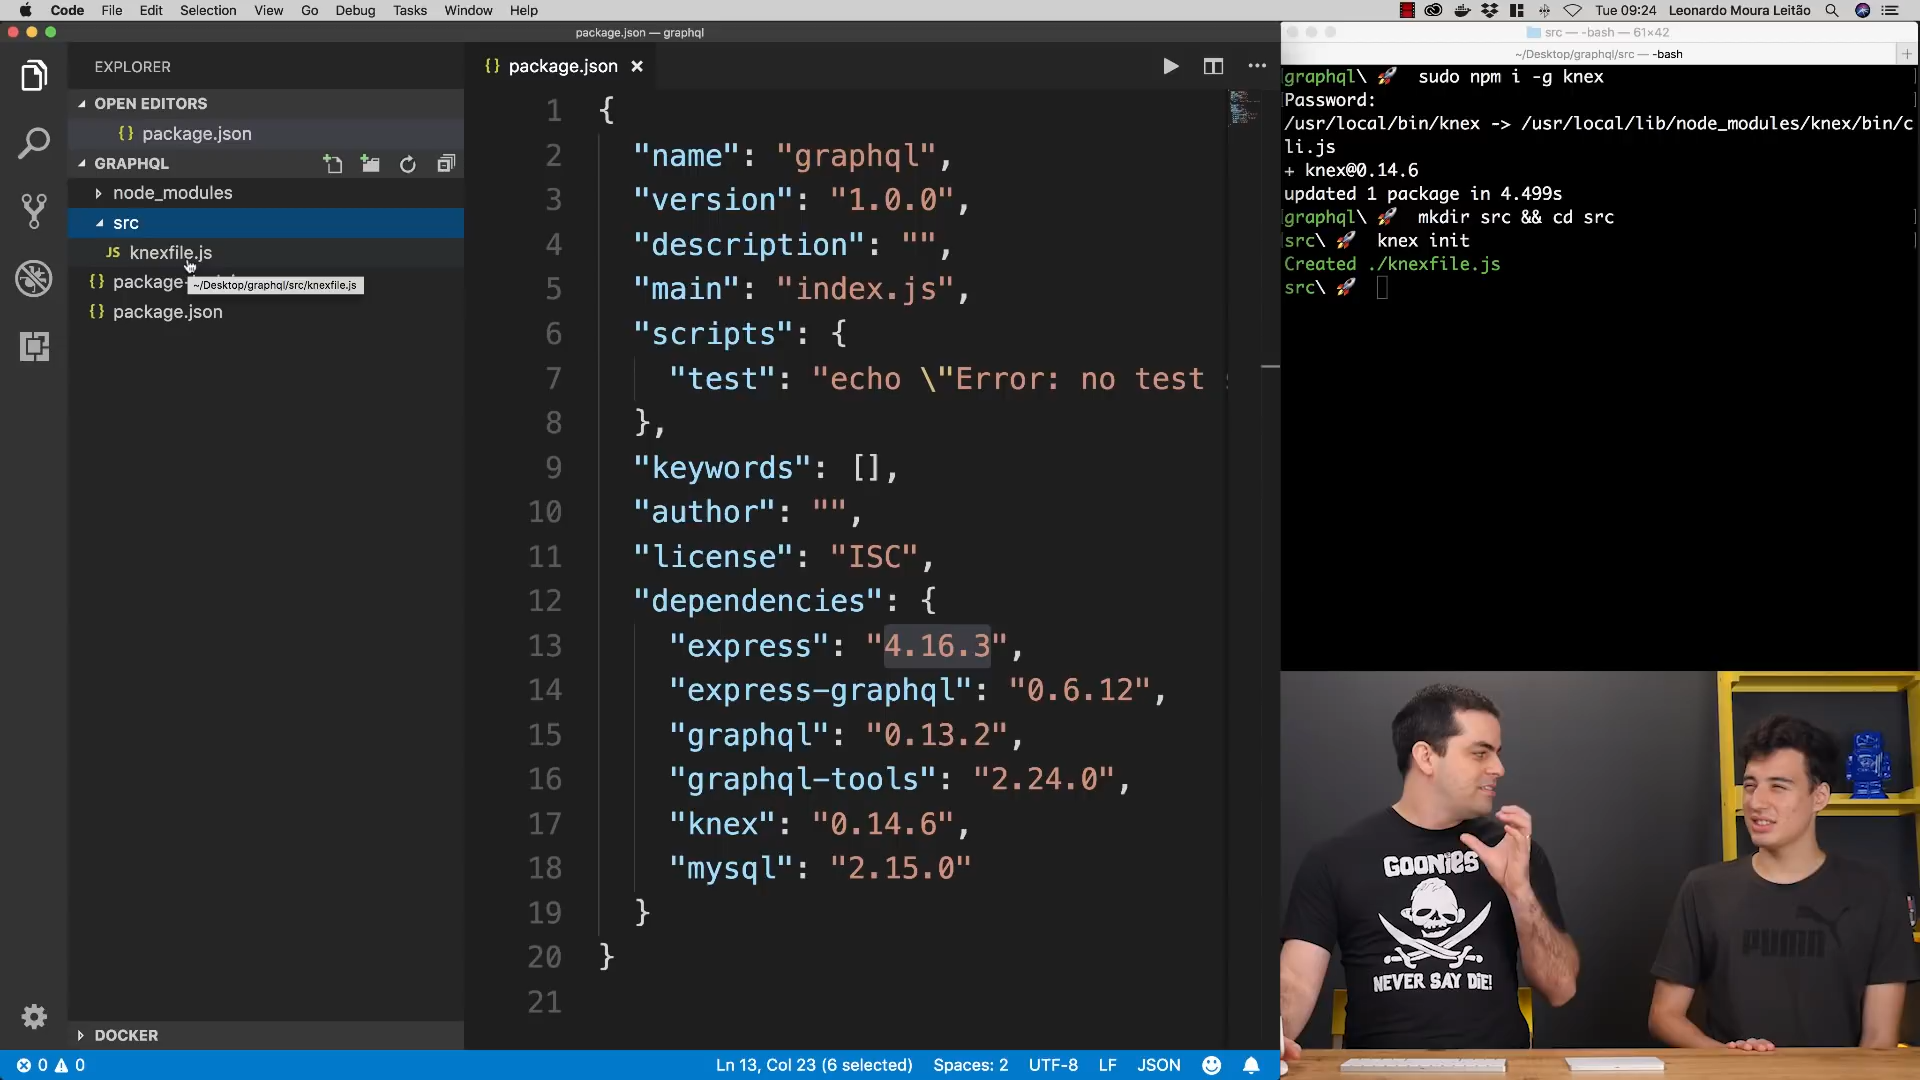 Code File Edit Selection View Go Debug Tasks Window Help
Tue 09:24 Leonardo Moura Leitão
package.json — graphql
EXPLORER
OPEN EDITORS
{} package.json
GRAPHQL
node_modules
src
JS knexfile.js
{} package-
~/Desktop/graphql/src/knexfile.js
{} package.json
DOCKER
{} package.json ×
1 {
2 "name": "graphql",
3 "version": "1.0.0",
4 "description": "",
5 "main": "index.js",
6 "scripts": {
7 "test": "echo \"Error: no test
8 },
9 "keywords": [],
10 "author": "",
11 "license": "ISC",
12 "dependencies": {
13 "express": "4.16.3",
14 "express-graphql": "0.6.12",
15 "graphql": "0.13.2",
16 "graphql-tools": "2.24.0",
17 "knex": "0.14.6",
18 "mysql": "2.15.0"
19 }
20 }
21
0 0
Ln 13, Col 23 (6 selected) Spaces: 2 UTF-8 LF JSON
src — -bash — 61×42
~/Desktop/graphql/src — -bash
graphql\ 🚀 sudo npm i -g knex
Password:
/usr/local/bin/knex -> /usr/local/lib/node_modules/knex/bin/c
li.js
+ knex@0.14.6
updated 1 package in 4.499s
graphql\ 🚀 mkdir src && cd src
src\ 🚀 knex init
Created ./knexfile.js
src\ 🚀
GOONIES
NEVER SAY DIE!
PUMA